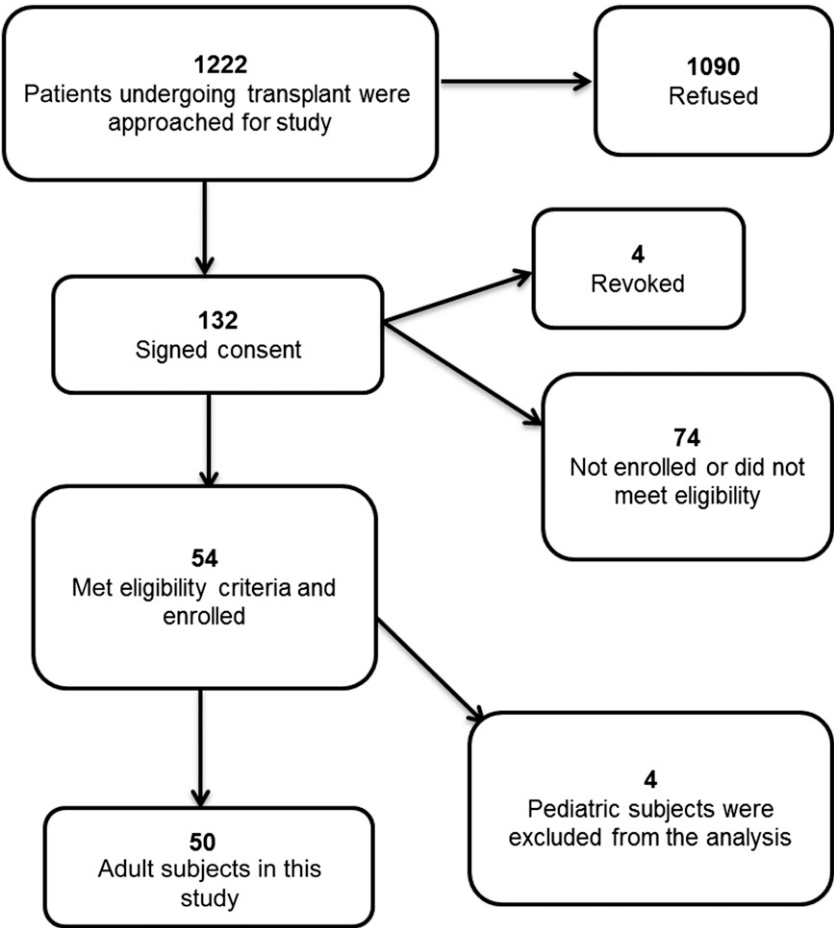 1222
Patients undergoing transplant were
approached for study
1090
Refused
4
Revoked
132
Signed consent
74
Not enrolled or did not
meet eligibility
54
Met eligibility criteria and
enrolled
4
Pediatric subjects were
excluded from the analysis
50
Adult subjects in this
study